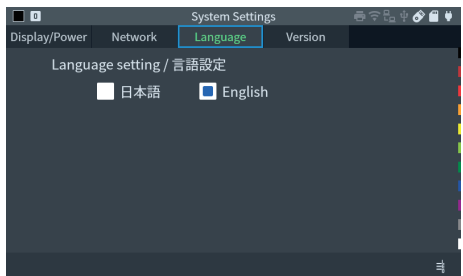 0
System Settings
Display/Power Network Language Version
Language setting / 言語設定
日本語 English